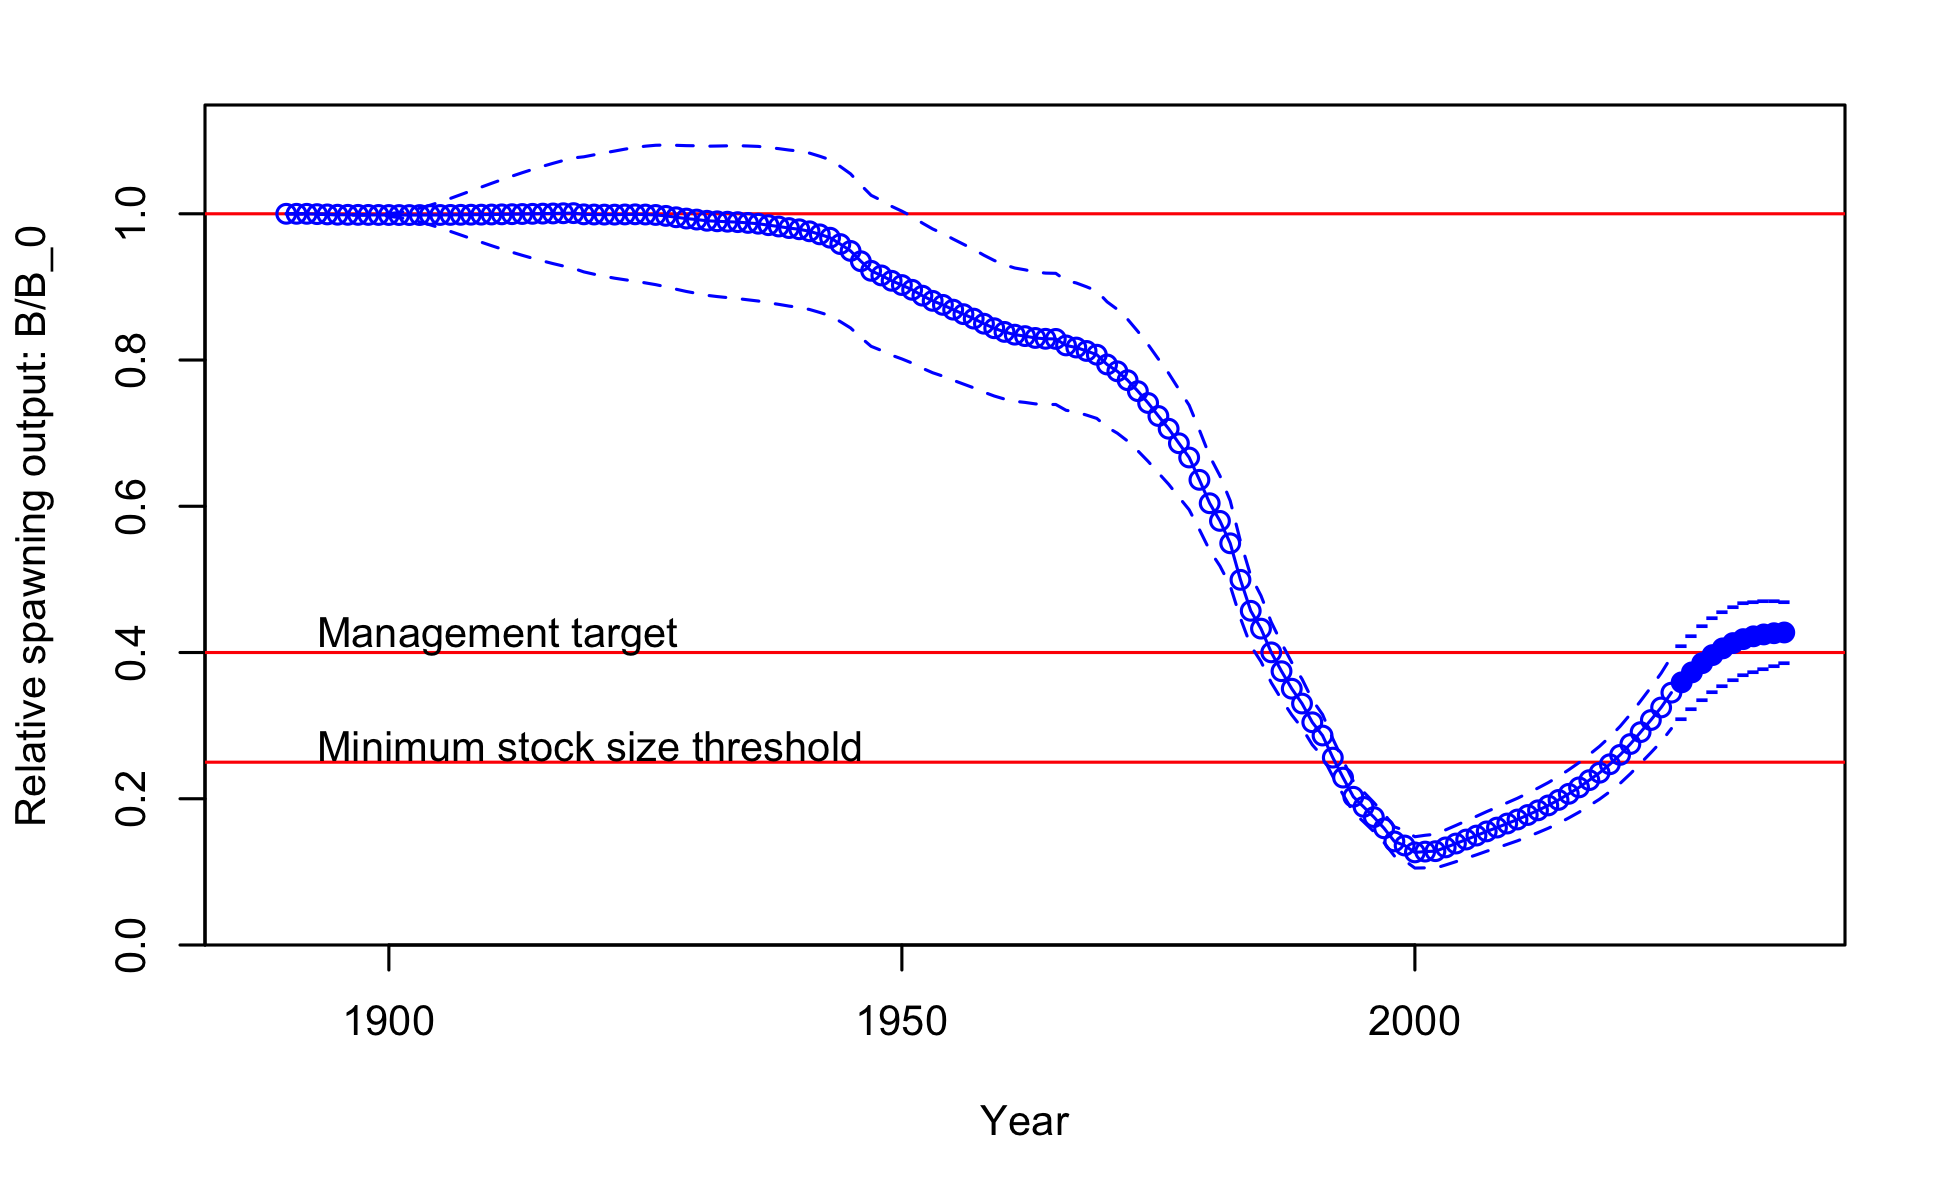 Relative spawning output: B/B_0
1.0
0.8
0.6
0.4
0.2
0.0
Management target
Minimum stock size threshold
1900 1950 2000
Year